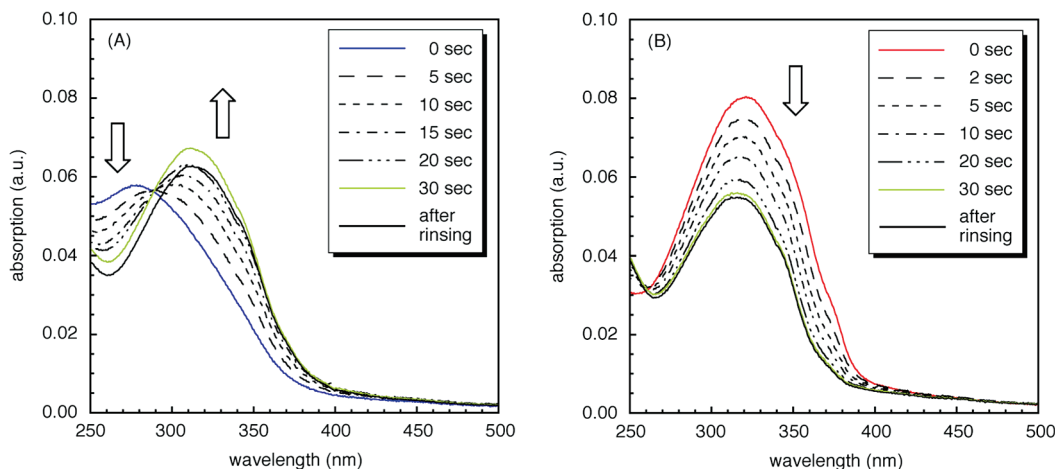 0.10
0.08
0.06
0.04
0.02
0.00
absorption (a.u.)
(A)
0 sec
5 sec
10 sec
15 sec
20 sec
30 sec
after
rinsing
250 300 350 400 450 500
wavelength (nm)
0.10
0.08
0.06
0.04
0.02
0.00
absorption (a.u.)
(B)
0 sec
2 sec
5 sec
10 sec
20 sec
30 sec
after
rinsing
250 300 350 400 450 500
wavelength (nm)